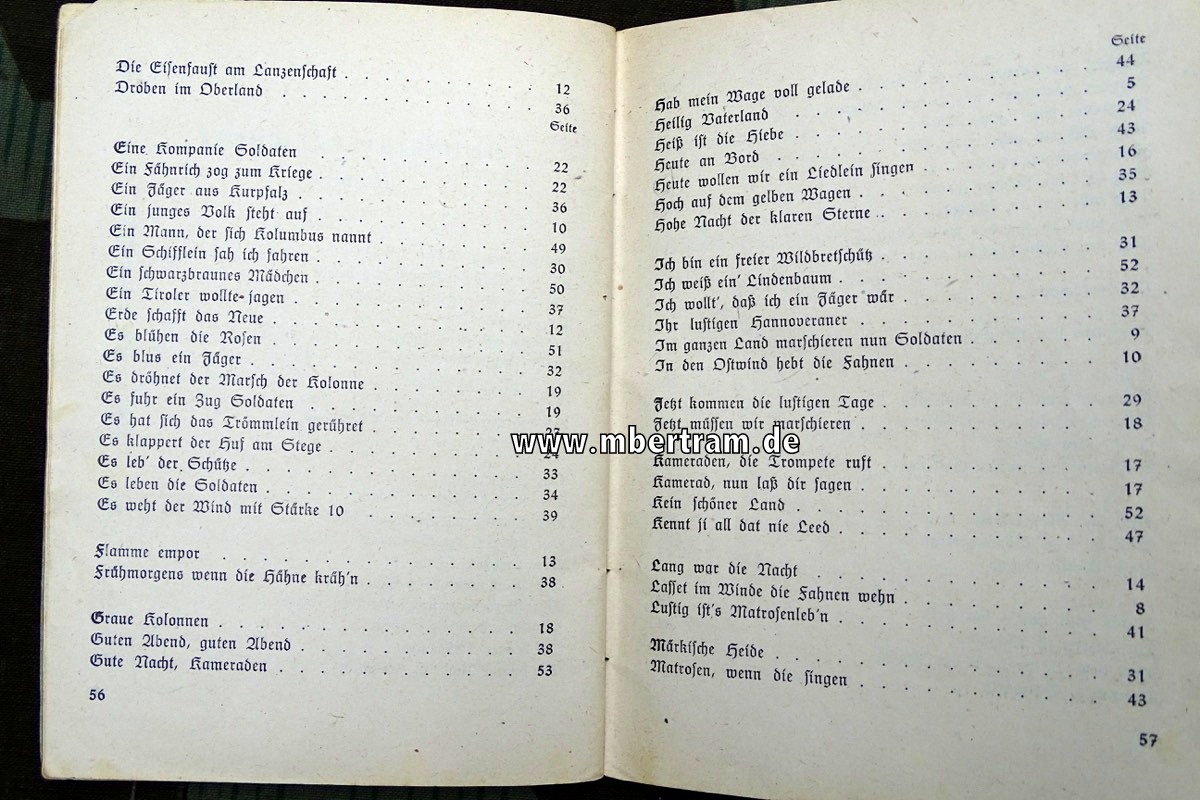 Die Eisenfaust am Lanzenschaft . . . . . . . . . . 12
Dröben im Oberland . . . . . . . . . . 36
Seite
Eine Kompanie Soldaten . . . . . . . . . . 22
Ein Fähnrich zog zum Kriege . . . . . . . . . . 22
Ein Jäger aus Kurpfalz . . . . . . . . . . 36
Ein junges Volk steht auf . . . . . . . . . . 10
Ein Mann, der sich Kolumbus nannt . . . . . . . . 49
Ein Schifflein sah ich fahren . . . . . . . . . . 30
Ein schwarzbraunes Mädchen . . . . . . . . . . 50
Ein Tiroler wollte jagen . . . . . . . . . . 37
Erde schafft das Neue . . . . . . . . . . 12
Es blühen die Rosen . . . . . . . . . . 51
Es blus ein Jäger . . . . . . . . . . 32
Es dröhnet der Marsch der Kolonne . . . . . . . . 19
Es fuhr ein Zug Soldaten . . . . . . . . . . 19
Es hat sich das Trömmlein gerühret . . . . . . . .
Es klappert der Huf am Stege . . . . . . . . . . 24
Es leb' der Schütze . . . . . . . . . . 33
Es leben die Soldaten . . . . . . . . . . 34
Es weht der Wind mit Stärke 10 . . . . . . . . . 39
Flamme empor . . . . . . . . . . 13
Frühmorgens wenn die Hähne kräh'n . . . . . . . . 38
Graue Kolonnen . . . . . . . . . . 18
Guten Abend, guten Abend . . . . . . . . . . 38
Gute Nacht, Kameraden . . . . . . . . . . 53
56
Seite
Hab mein Wage voll gelade . . . . . . . . . . 44
Heilig Vaterland . . . . . . . . . . 5
Heiß ist die Hiebe . . . . . . . . . . 24
Heute an Bord . . . . . . . . . . 43
Heute wollen wir ein Liedlein singen . . . . . . . . 16
Hoch auf dem gelben Wagen . . . . . . . . . . 35
Hohe Nacht der klaren Sterne . . . . . . . . . . 13
Ich bin ein freier Wildbretschütz . . . . . . . . . 31
Ich weiß ein' Lindenbaum . . . . . . . . . . 52
Ich wollt', daß ich ein Jäger wär . . . . . . . . . 32
Ihr lustigen Hannoveraner . . . . . . . . . . 37
Im ganzen Land marschieren nun Soldaten . . . . . . . 9
In den Ostwind hebt die Fahnen . . . . . . . . . 10
Jetzt kommen die lustigen Tage . . . . . . . . . . 29
Jetzt müssen wir marschieren . . . . . . . . . . 18
www.mbertram.de
Kameraden, die Trompete ruft . . . . . . . . . . 17
Kamerad, nun laß dir sagen . . . . . . . . . . 17
Kein schöner Land . . . . . . . . . . 52
Kennt ji all dat nie Leed . . . . . . . . . . 47
Lang war die Nacht . . . . . . . . . . 14
Lasset im Winde die Fahnen wehn . . . . . . . . . 8
Lustig ist's Matrosenleb'n . . . . . . . . . . 41
Märkische Heide . . . . . . . . . . 31
Matrosen, wenn die singen . . . . . . . . . . 43
57